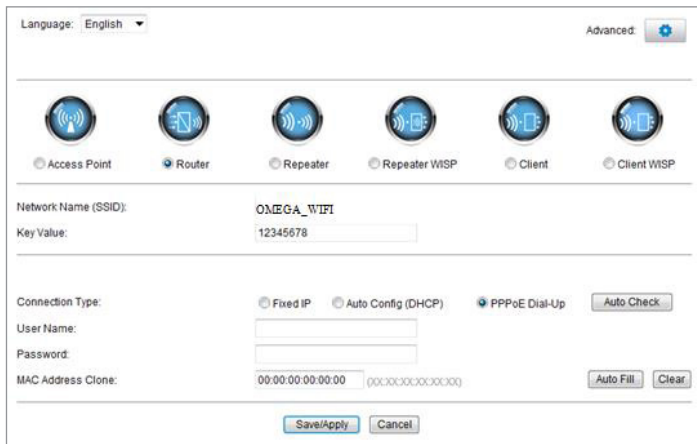 Language: English
Advanced:
Access Point Router Repeater Repeater WISP Client Client WISP
Network Name (SSID): OMEGA_WIFI
Key Value: 12345678
Connection Type: Fixed IP Auto Config (DHCP) PPPoE Dial-Up Auto Check
User Name:
Password:
MAC Address Clone: 00:00:00:00:00:00 (XX:XX:XX:XX:XX:XX) Auto Fill Clear
Save/Apply Cancel